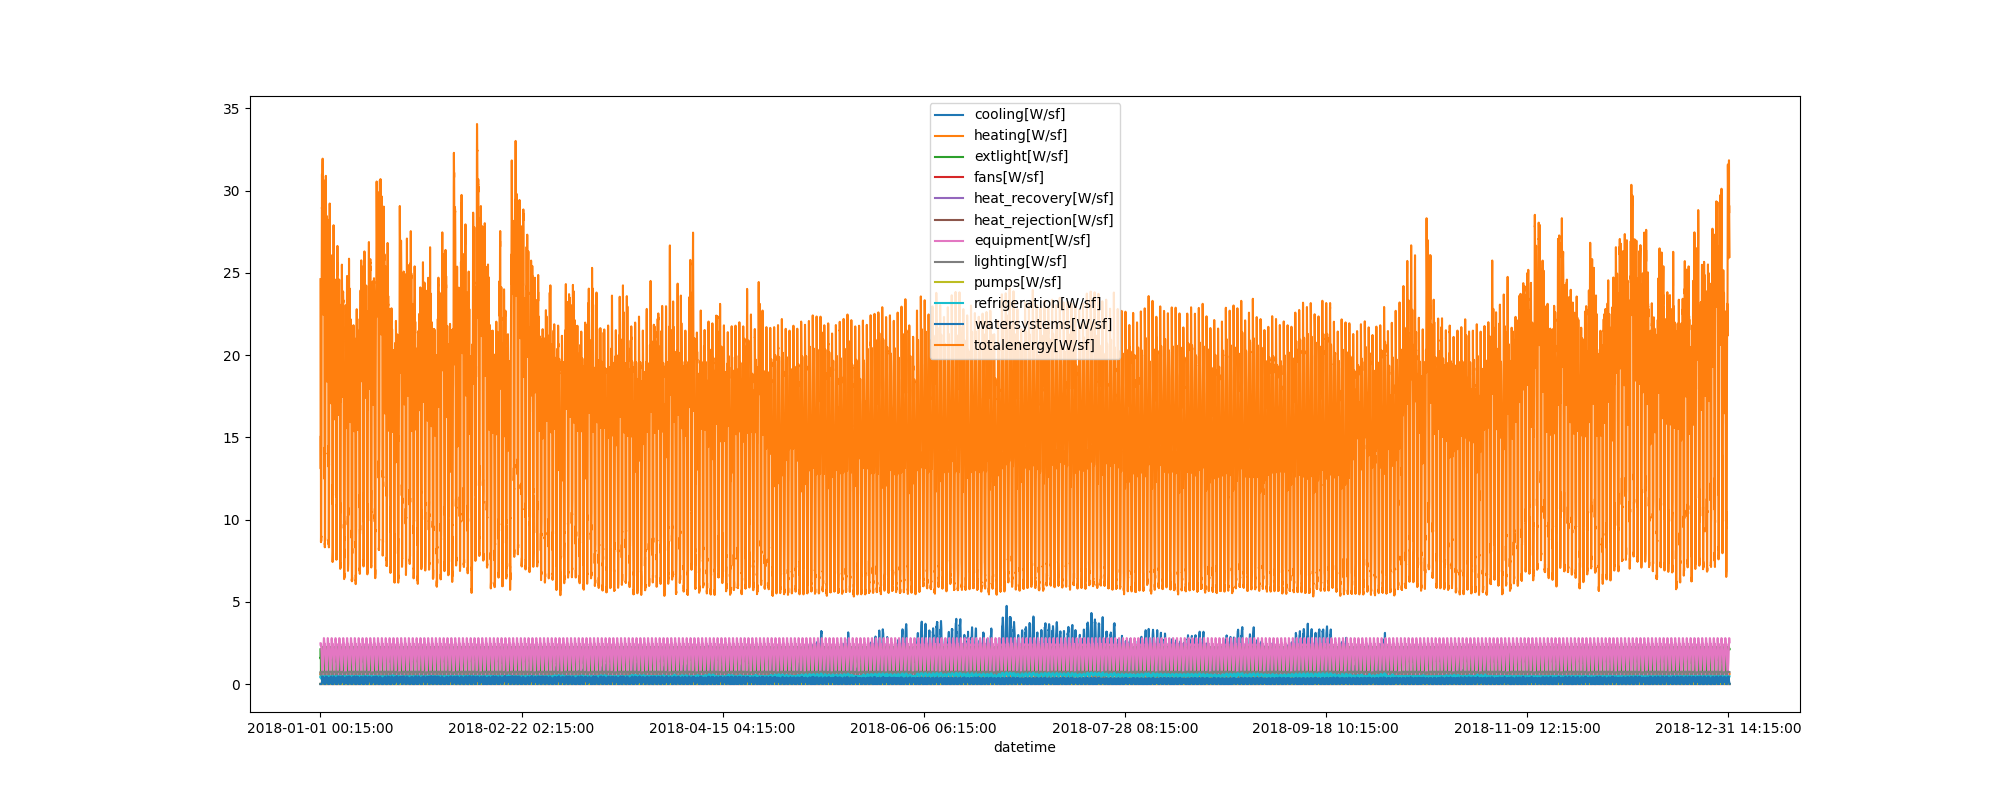 35
30
25
20
15
10
5
0
cooling[W/sf]
heating[W/sf]
extlight[W/sf]
fans[W/sf]
heat_recovery[W/sf]
heat_rejection[W/sf]
equipment[W/sf]
lighting[W/sf]
pumps[W/sf]
refrigeration[W/sf]
watersystems[W/sf]
totalenergy[W/sf]
2018-01-01 00:15:00 2018-02-22 02:15:00 2018-04-15 04:15:00 2018-06-06 06:15:00 2018-07-28 08:15:00 2018-09-18 10:15:00 2018-11-09 12:15:00 2018-12-31 14:15:00
datetime